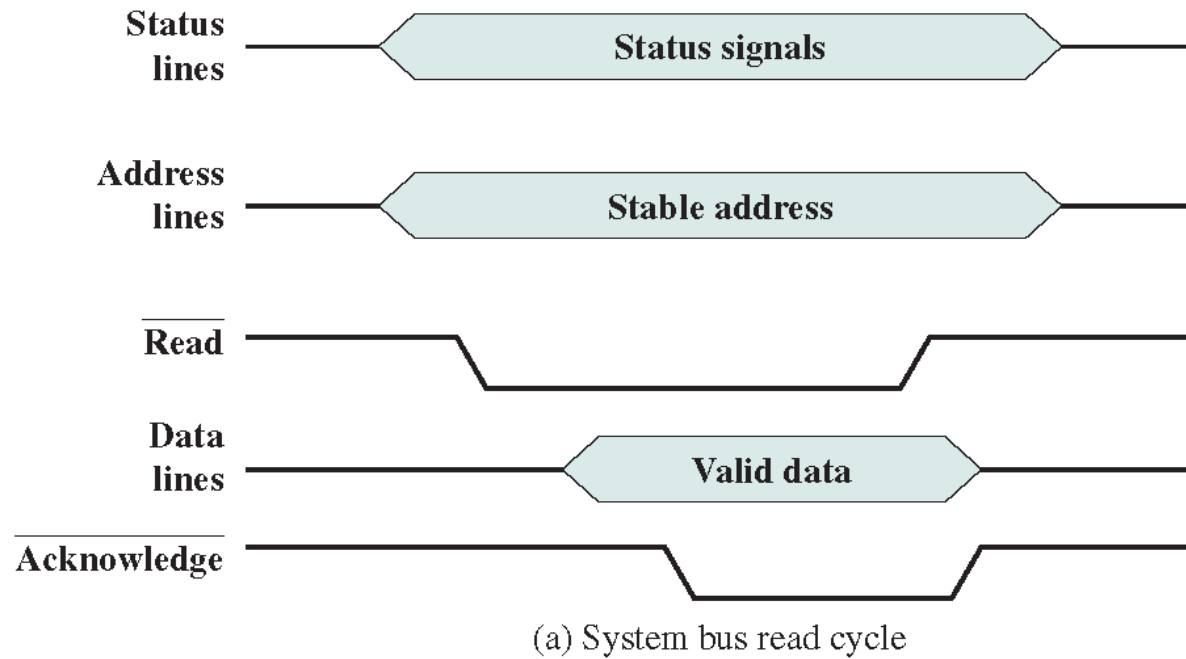 Status
lines
Status signals
Address
lines
Stable address
Read
Data
lines
Valid data
Acknowledge
(a) System bus read cycle